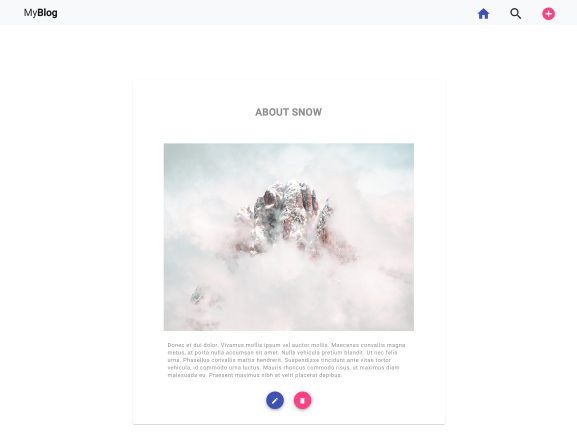 MyBlog
ABOUT SNOW
Donec et dui dolor. Vivamus mollis ipsum vel auctor mollis. Maecenas convallis magna
metus, at porta nulla accumsan sit amet. Nulla vehicula pretium blandit. Ut nec felis
urna. Phasellus convallis mattis hendrerit. Suspendisse tincidunt ante vitae tortor
vehicula, id commodo urna luctus. Mauris rhoncus commodo risus, ut maximus diam
malesuada eu. Praesent maximus nibh at velit placerat dapibus.